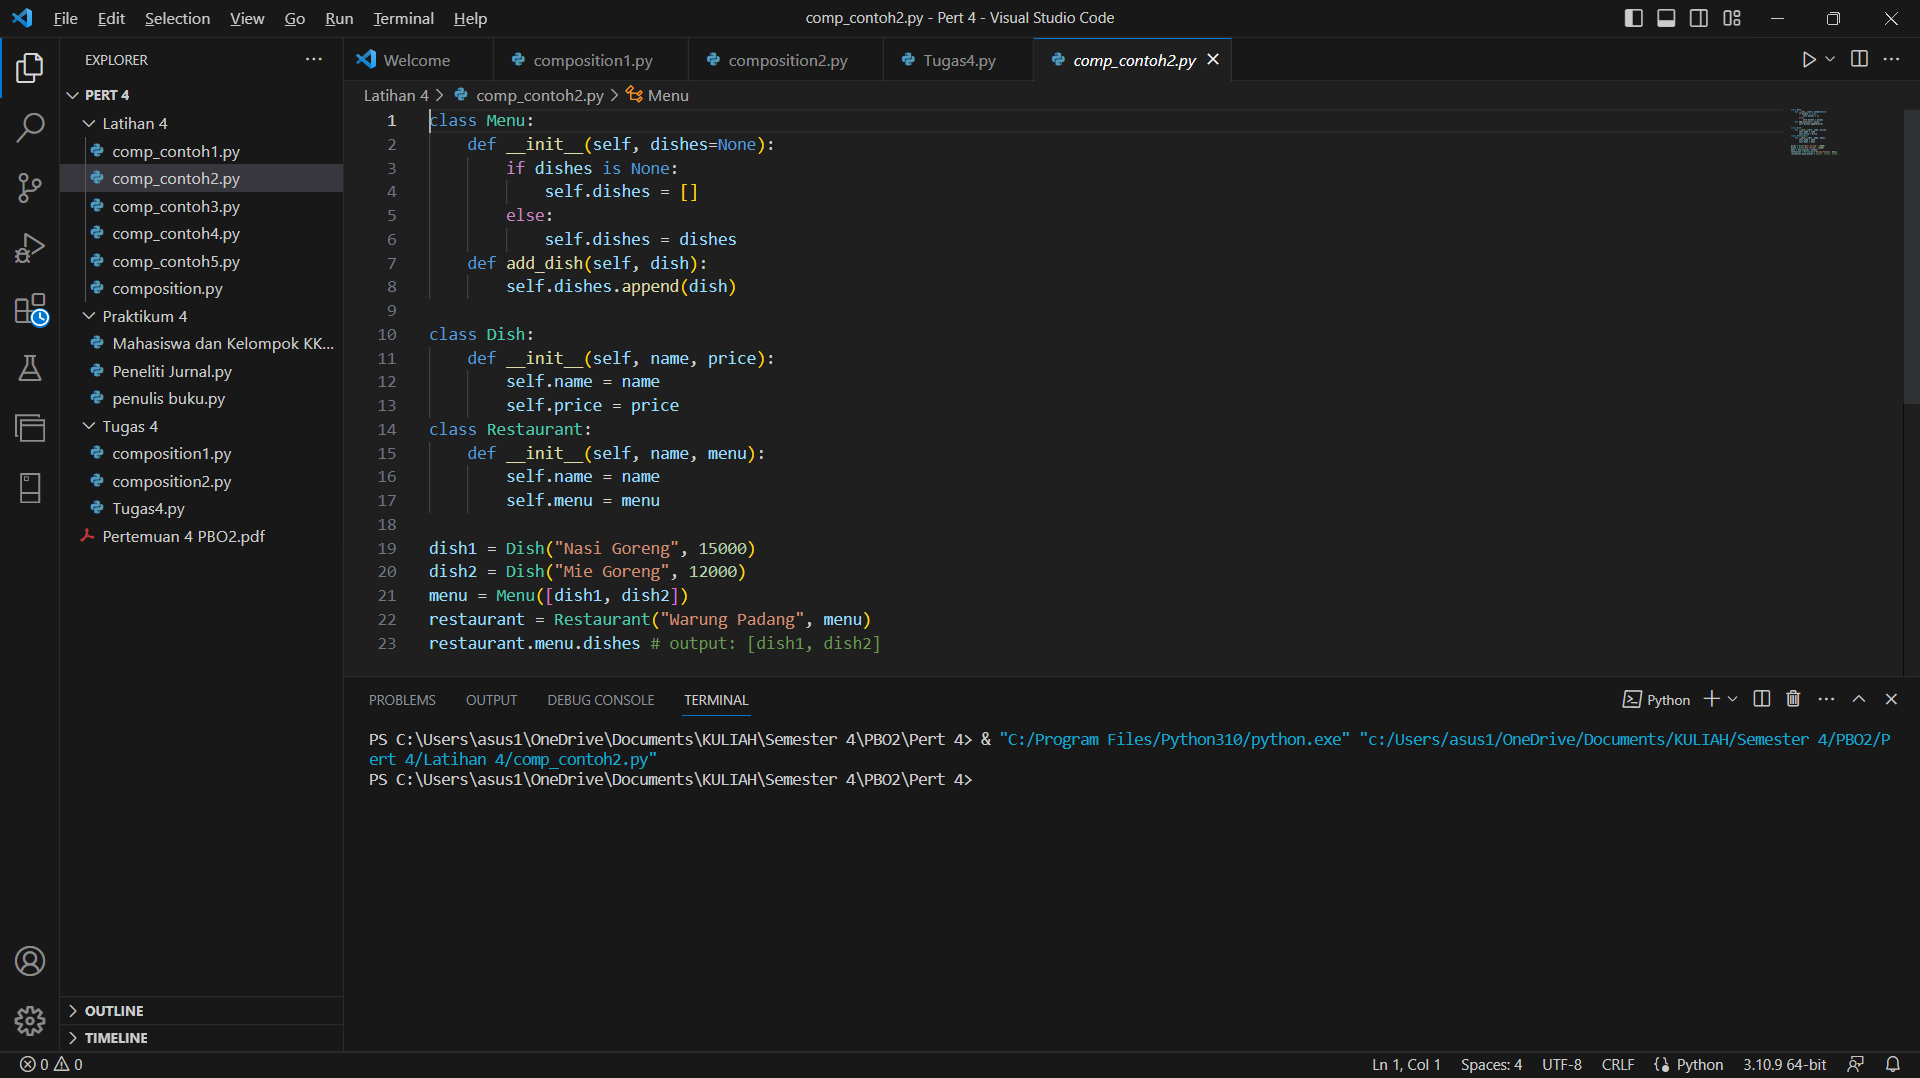 File Edit Selection View Go Run Terminal Help
comp_contoh2.py - Pert 4 - Visual Studio Code
EXPLORER
PERT 4
Latihan 4
comp_contoh1.py
comp_contoh2.py
comp_contoh3.py
comp_contoh4.py
comp_contoh5.py
composition.py
Praktikum 4
Mahasiswa dan Kelompok KK...
Peneliti Jurnal.py
penulis buku.py
Tugas 4
composition1.py
composition2.py
Tugas4.py
Pertemuan 4 PBO2.pdf
OUTLINE
TIMELINE
Welcome composition1.py composition2.py Tugas4.py comp_contoh2.py
Latihan 4 > comp_contoh2.py > Menu
1 class Menu:
2     def __init__(self, dishes=None):
3         if dishes is None:
4             self.dishes = []
5         else:
6             self.dishes = dishes
7     def add_dish(self, dish):
8         self.dishes.append(dish)
9
10 class Dish:
11     def __init__(self, name, price):
12         self.name = name
13         self.price = price
14 class Restaurant:
15     def __init__(self, name, menu):
16         self.name = name
17         self.menu = menu
18
19 dish1 = Dish("Nasi Goreng", 15000)
20 dish2 = Dish("Mie Goreng", 12000)
21 menu = Menu([dish1, dish2])
22 restaurant = Restaurant("Warung Padang", menu)
23 restaurant.menu.dishes # output: [dish1, dish2]
PROBLEMS OUTPUT DEBUG CONSOLE TERMINAL
Python
PS C:\Users\asus1\OneDrive\Documents\KULIAH\Semester 4\PBO2\Pert 4> & "C:/Program Files/Python310/python.exe" "c:/Users/asus1/OneDrive/Documents/KULIAH/Semester 4/PBO2/P
ert 4/Latihan 4/comp_contoh2.py"
PS C:\Users\asus1\OneDrive\Documents\KULIAH\Semester 4\PBO2\Pert 4>
0 0
Ln 1, Col 1 Spaces: 4 UTF-8 CRLF Python 3.10.9 64-bit